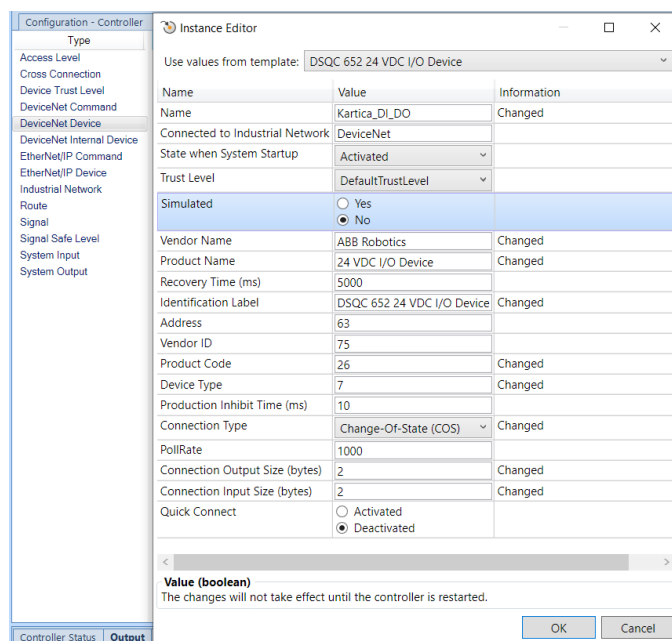 Configuration - Controller
Type
Access Level
Cross Connection
Device Trust Level
DeviceNet Command
DeviceNet Device
DeviceNet Internal Device
EtherNet/IP Command
EtherNet/IP Device
Industrial Network
Route
Signal
Signal Safe Level
System Input
System Output
Controller Status Output
Instance Editor
Use values from template: DSQC 652 24 VDC I/O Device
Name Value Information
Name Kartica_DI_DO Changed
Connected to Industrial Network DeviceNet
State when System Startup Activated
Trust Level DefaultTrustLevel
Simulated Yes
No
Vendor Name ABB Robotics Changed
Product Name 24 VDC I/O Device Changed
Recovery Time (ms) 5000
Identification Label DSQC 652 24 VDC I/O Device Changed
Address 63
Vendor ID 75
Product Code 26 Changed
Device Type 7 Changed
Production Inhibit Time (ms) 10
Connection Type Change-Of-State (COS) Changed
PollRate 1000
Connection Output Size (bytes) 2 Changed
Connection Input Size (bytes) 2 Changed
Quick Connect Activated
Deactivated
Value (boolean)
The changes will not take effect until the controller is restarted.
OK Cancel